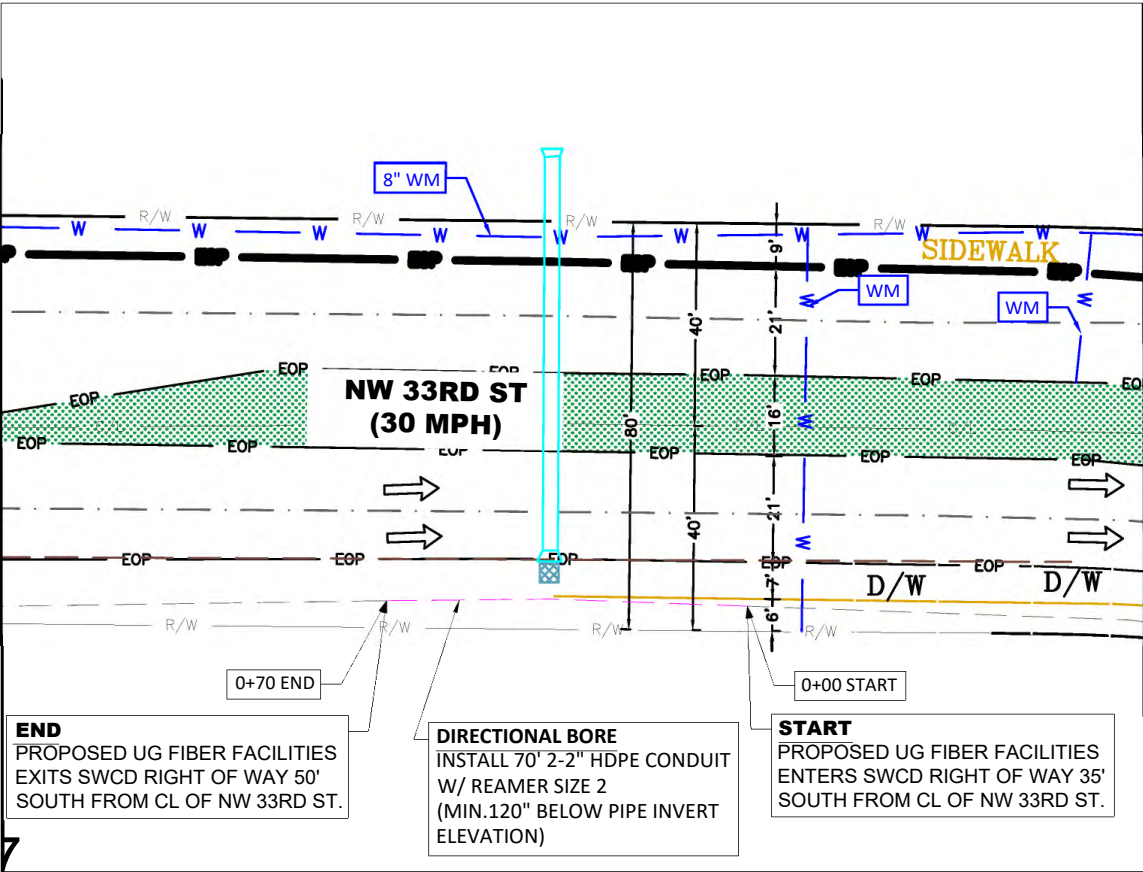 8" WM
R/W R/W R/W R/W
W W W W W W W W W
SIDEWALK
9'
W WM
W
WM
40'
21'
EOP EOP EOP EOP EO
EOP
NW 33RD ST
(30 MPH)
80'
16'
W
C/L C/L
EOP EOP EOP EOP EOP EOP
21'
40'
W
EOP EOP EOP EOP
7'
D/W D/W
6'
R/W R/W R/W R/W
0+70 END
0+00 START
END
PROPOSED UG FIBER FACILITIES
EXITS SWCD RIGHT OF WAY 50'
SOUTH FROM CL OF NW 33RD ST.
DIRECTIONAL BORE
INSTALL 70' 2-2" HDPE CONDUIT
W/ REAMER SIZE 2
(MIN.120" BELOW PIPE INVERT
ELEVATION)
START
PROPOSED UG FIBER FACILITIES
ENTERS SWCD RIGHT OF WAY 35'
SOUTH FROM CL OF NW 33RD ST.
7